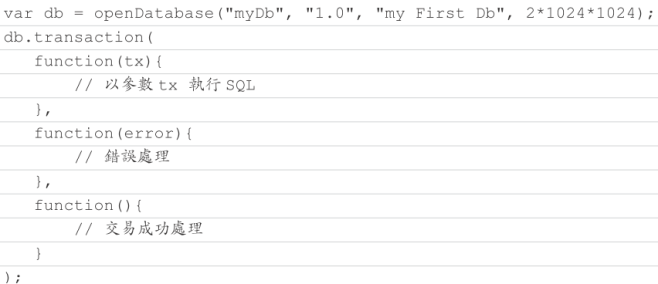 var db = openDatabase("myDb", "1.0", "my First Db", 2*1024*1024);
db.transaction(
function(tx){
// 以參數 tx 執行 SQL
},
function(error){
// 錯誤處理
},
function(){
// 交易成功處理
}
);